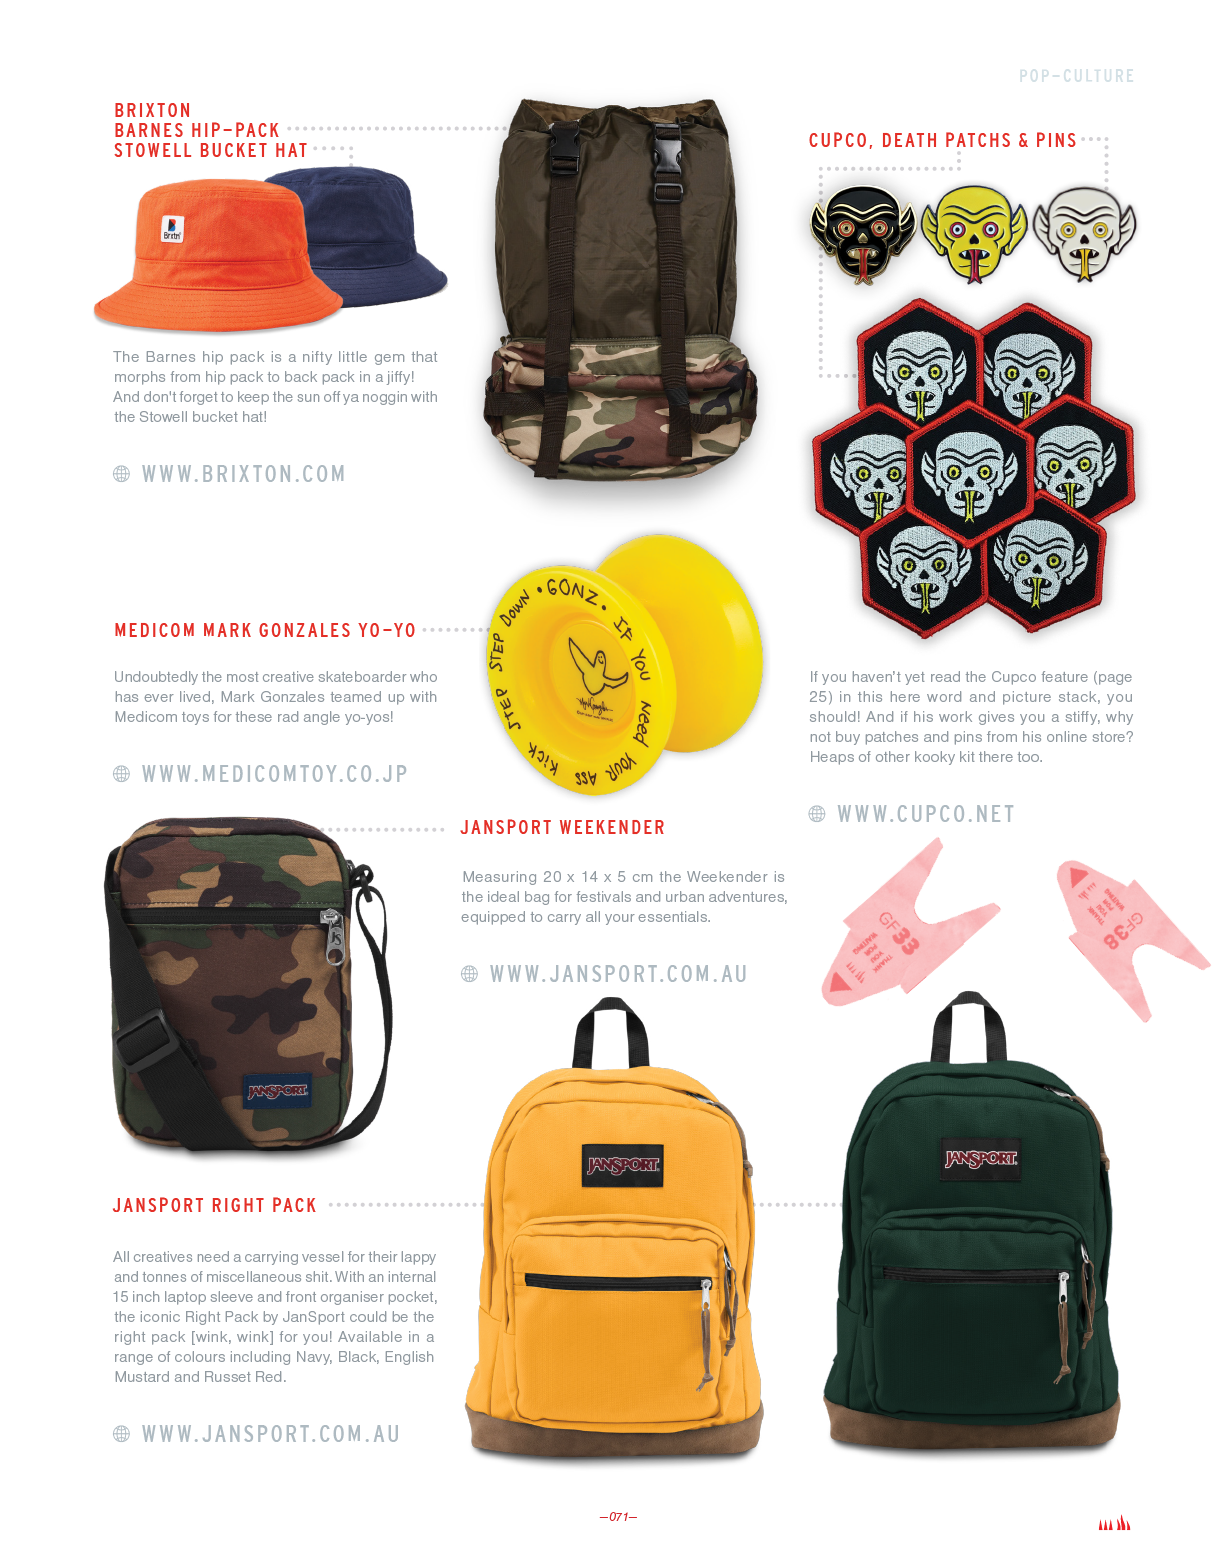 POP-CULTURE
BRIXTON
BARNES HIP-PACK
STOWELL BUCKET HAT
Brixtn
The Barnes hip pack is a nifty little gem that
morphs from hip pack to back pack in a jiffy!
And don't forget to keep the sun off ya noggin with
the Stowell bucket hat!
WWW.BRIXTON.COM
CUPCO, DEATH PATCHS & PINS
If you haven't yet read the Cupco feature (page
25) in this here word and picture stack, you
should! And if his work gives you a stiffy, why
not buy patches and pins from his online store?
Heaps of other kooky kit there too.
WWW.CUPCO.NET
MEDICOM MARK GONZALES YO-YO
Undoubtedly the most creative skateboarder who
has ever lived, Mark Gonzales teamed up with
Medicom toys for these rad angle yo-yos!
WWW.MEDICOMTOY.CO.JP
• GONZ • IF YOU NEED YOUR ASS KICK STEP STEP DOWN
JANSPORT WEEKENDER
Measuring 20 x 14 x 5 cm the Weekender is
the ideal bag for festivals and urban adventures,
equipped to carry all your essentials.
WWW.JANSPORT.COM.AU
JANSPORT
GF33
THANK
YOU
FOR
WAITING
GF38
THANK
YOU
FOR
WAITING
JANSPORT RIGHT PACK
All creatives need a carrying vessel for their lappy
and tonnes of miscellaneous shit. With an internal
15 inch laptop sleeve and front organiser pocket,
the iconic Right Pack by JanSport could be the
right pack [wink, wink] for you! Available in a
range of colours including Navy, Black, English
Mustard and Russet Red.
WWW.JANSPORT.COM.AU
JANSPORT
JANSPORT
—071—